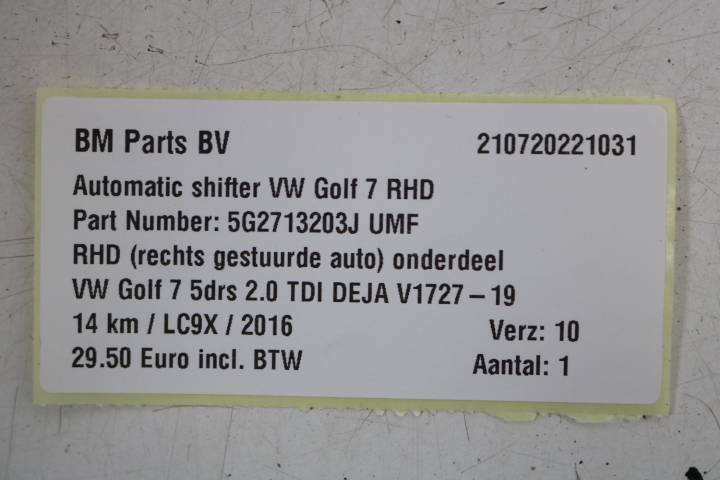 BM Parts BV 210720221031
Automatic shifter VW Golf 7 RHD
Part Number: 5G2713203J UMF
RHD (rechts gestuurde auto) onderdeel
VW Golf 7 5drs 2.0 TDI DEJA V1727 – 19
14 km / LC9X / 2016 Verz: 10
29.50 Euro incl. BTW Aantal: 1